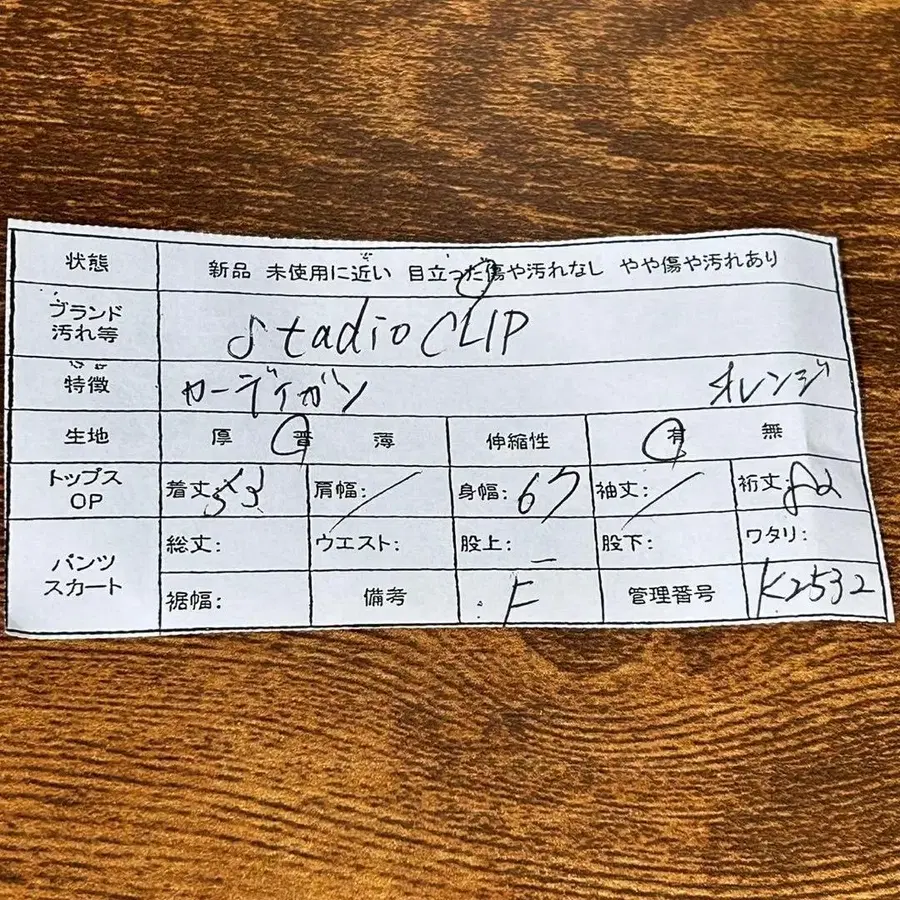 状態 新品 未使用に近い 目立った傷や汚れなし やや傷や汚れあり
ブランド
汚れ等 stadio CLIP
特徴 カーディガン オレンジ
生地 厚 普 薄 伸縮性 有 無
トップス
OP 着丈: 53 肩幅: / 身幅: 67 袖丈: / 裄丈: 82
パンツ
スカート 総丈: ウエスト: 股上: 股下: ワタリ:
裾幅: 備考 F 管理番号 K2532